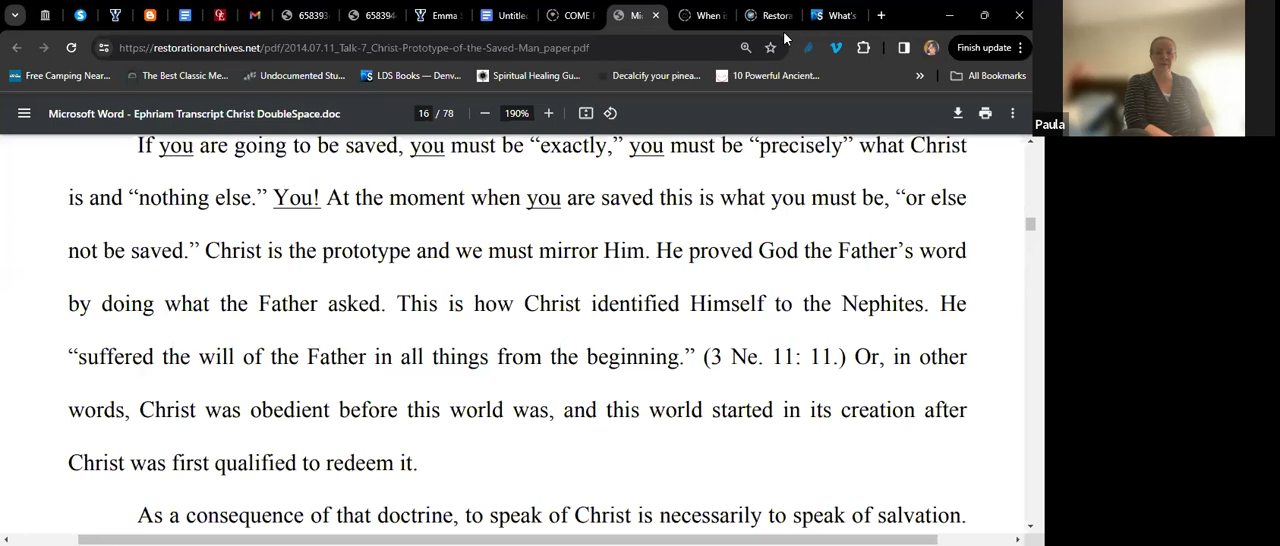 658393
658394
Emma S
Untitle
COME F
Mi
When i
Restora
What's
https://restorationarchives.net/pdf/2014.07.11_Talk-7_Christ-Prototype-of-the-Saved-Man_paper.pdf
Finish update
Free Camping Near...
The Best Classic Me...
Undocumented Stu...
LDS Books — Denv...
Spiritual Healing Gu...
Decalcify your pinea...
10 Powerful Ancient...
»
All Bookmarks
Microsoft Word - Ephriam Transcript Christ DoubleSpace.doc
16 / 78
190%
Paula
If you are going to be saved, you must be “exactly,” you must be “precisely” what Christ
is and “nothing else.” You! At the moment when you are saved this is what you must be, “or else
not be saved.” Christ is the prototype and we must mirror Him. He proved God the Father’s word
by doing what the Father asked. This is how Christ identified Himself to the Nephites. He
“suffered the will of the Father in all things from the beginning.” (3 Ne. 11: 11.) Or, in other
words, Christ was obedient before this world was, and this world started in its creation after
Christ was first qualified to redeem it.
As a consequence of that doctrine, to speak of Christ is necessarily to speak of salvation.